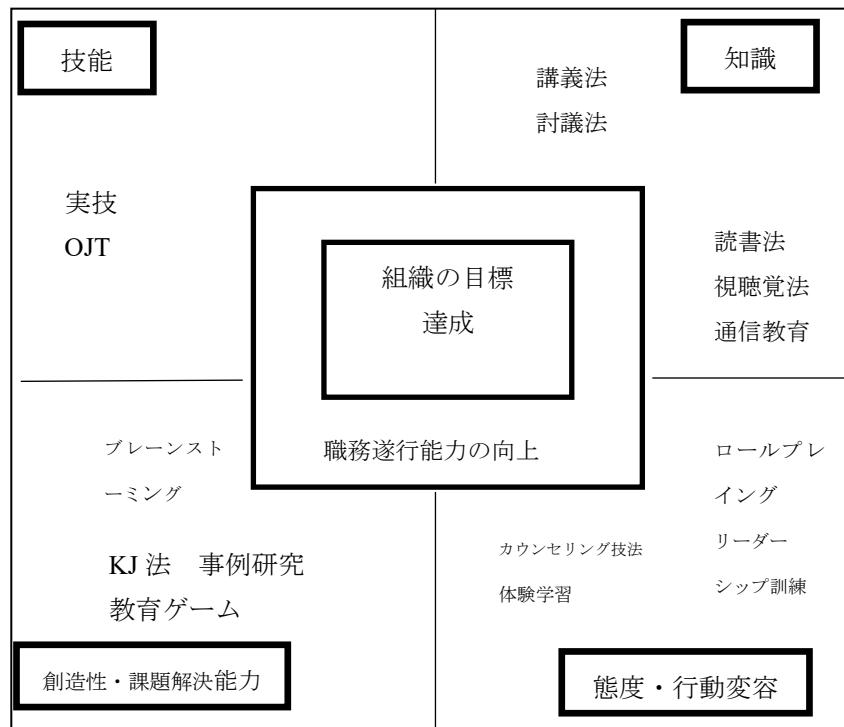 技能
実技
OJT
知識
講義法
討議法
読書法
視聴覚法
通信教育
組織の目標
達成
職務遂行能力の向上
ブレーンスト
ーミング
KJ 法　事例研究
教育ゲーム
創造性・課題解決能力
カウンセリング技法
体験学習
ロールプレ
イング
リーダー
シップ訓練
態度・行動変容